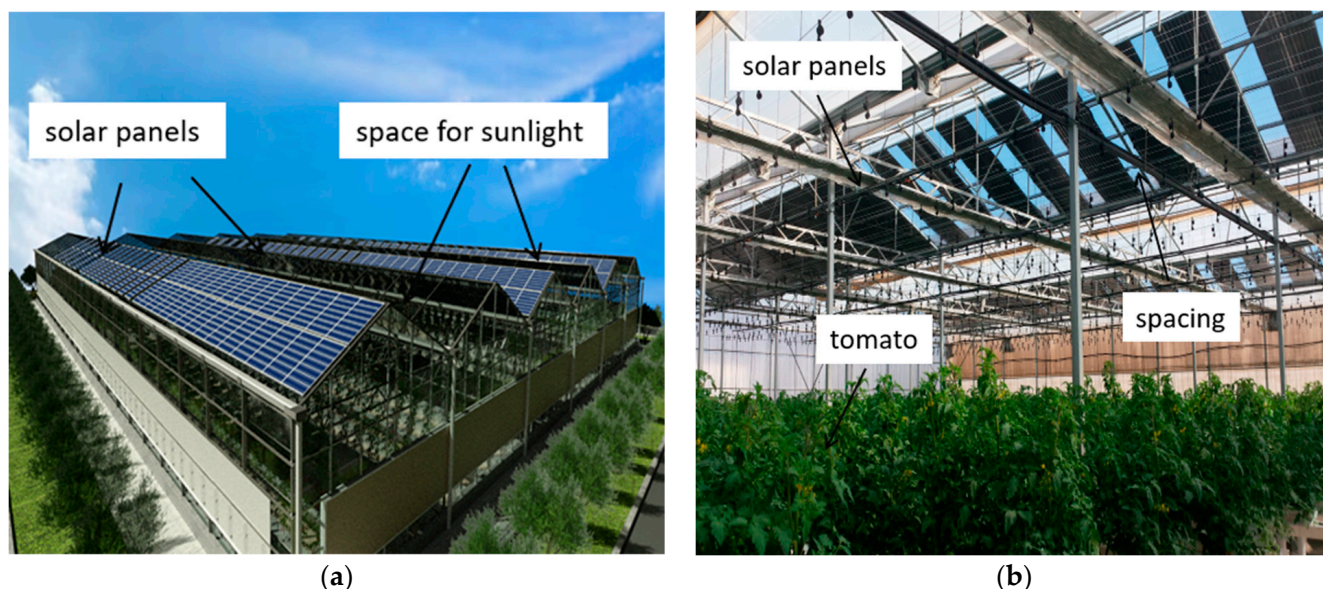 solar panels
space for sunlight
solar panels
tomato
spacing
(a)
(b)